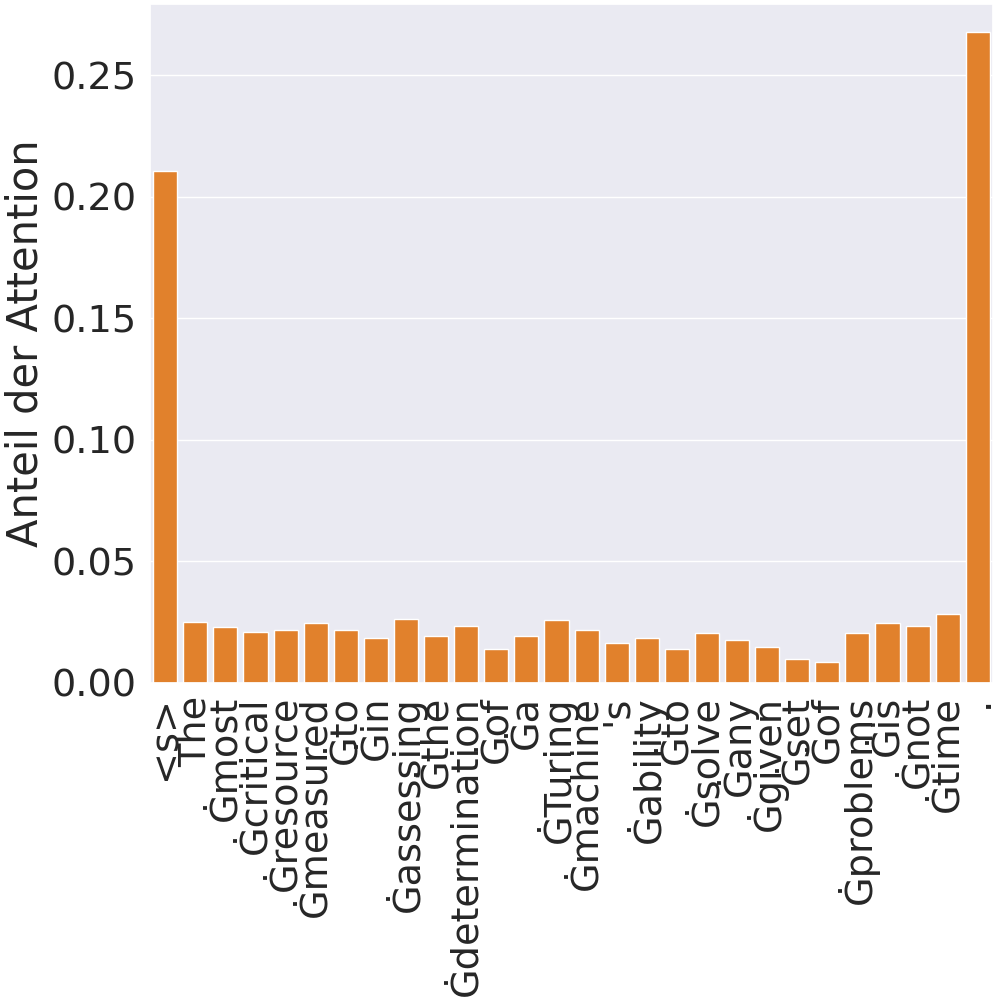 Anteil der Attention
0.25
0.20
0.15
0.10
0.05
0.00
<s>
The
Ġmost
Ġcritical
Ġresource
Ġmeasured
Ġto
Ġin
Ġassessing
Ġthe
Ġdetermination
Ġof
Ġa
ĠTuring
Ġmachine
's
Ġability
Ġto
Ġsolve
Ġany
Ġgiven
Ġset
Ġof
Ġproblems
Ġis
Ġnot
Ġtime
.